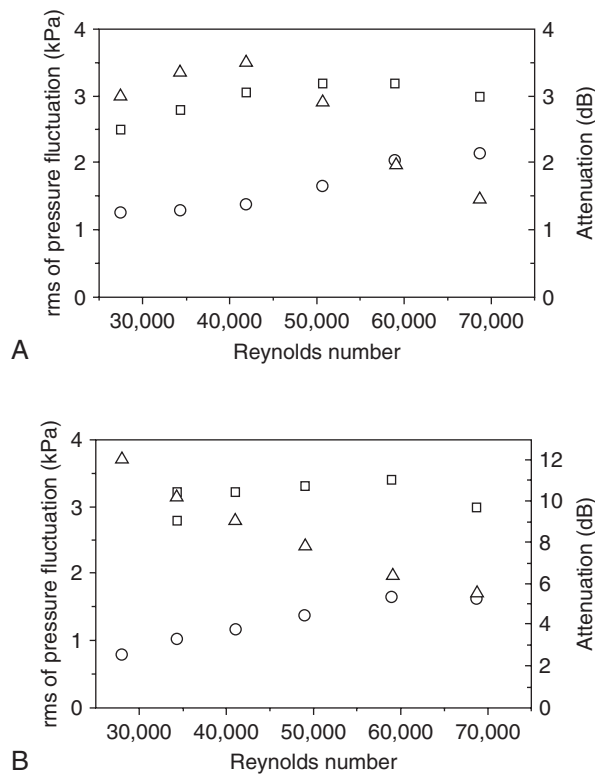 rms of pressure fluctuation (kPa)
4
3
2
1
0
4
3
2
1
0
Attenuation (dB)
30,000 40,000 50,000 60,000 70,000
Reynolds number
A
rms of pressure fluctuation (kPa)
4
3
2
1
0
12
10
8
6
4
2
0
Attenuation (dB)
30,000 40,000 50,000 60,000 70,000
Reynolds number
B